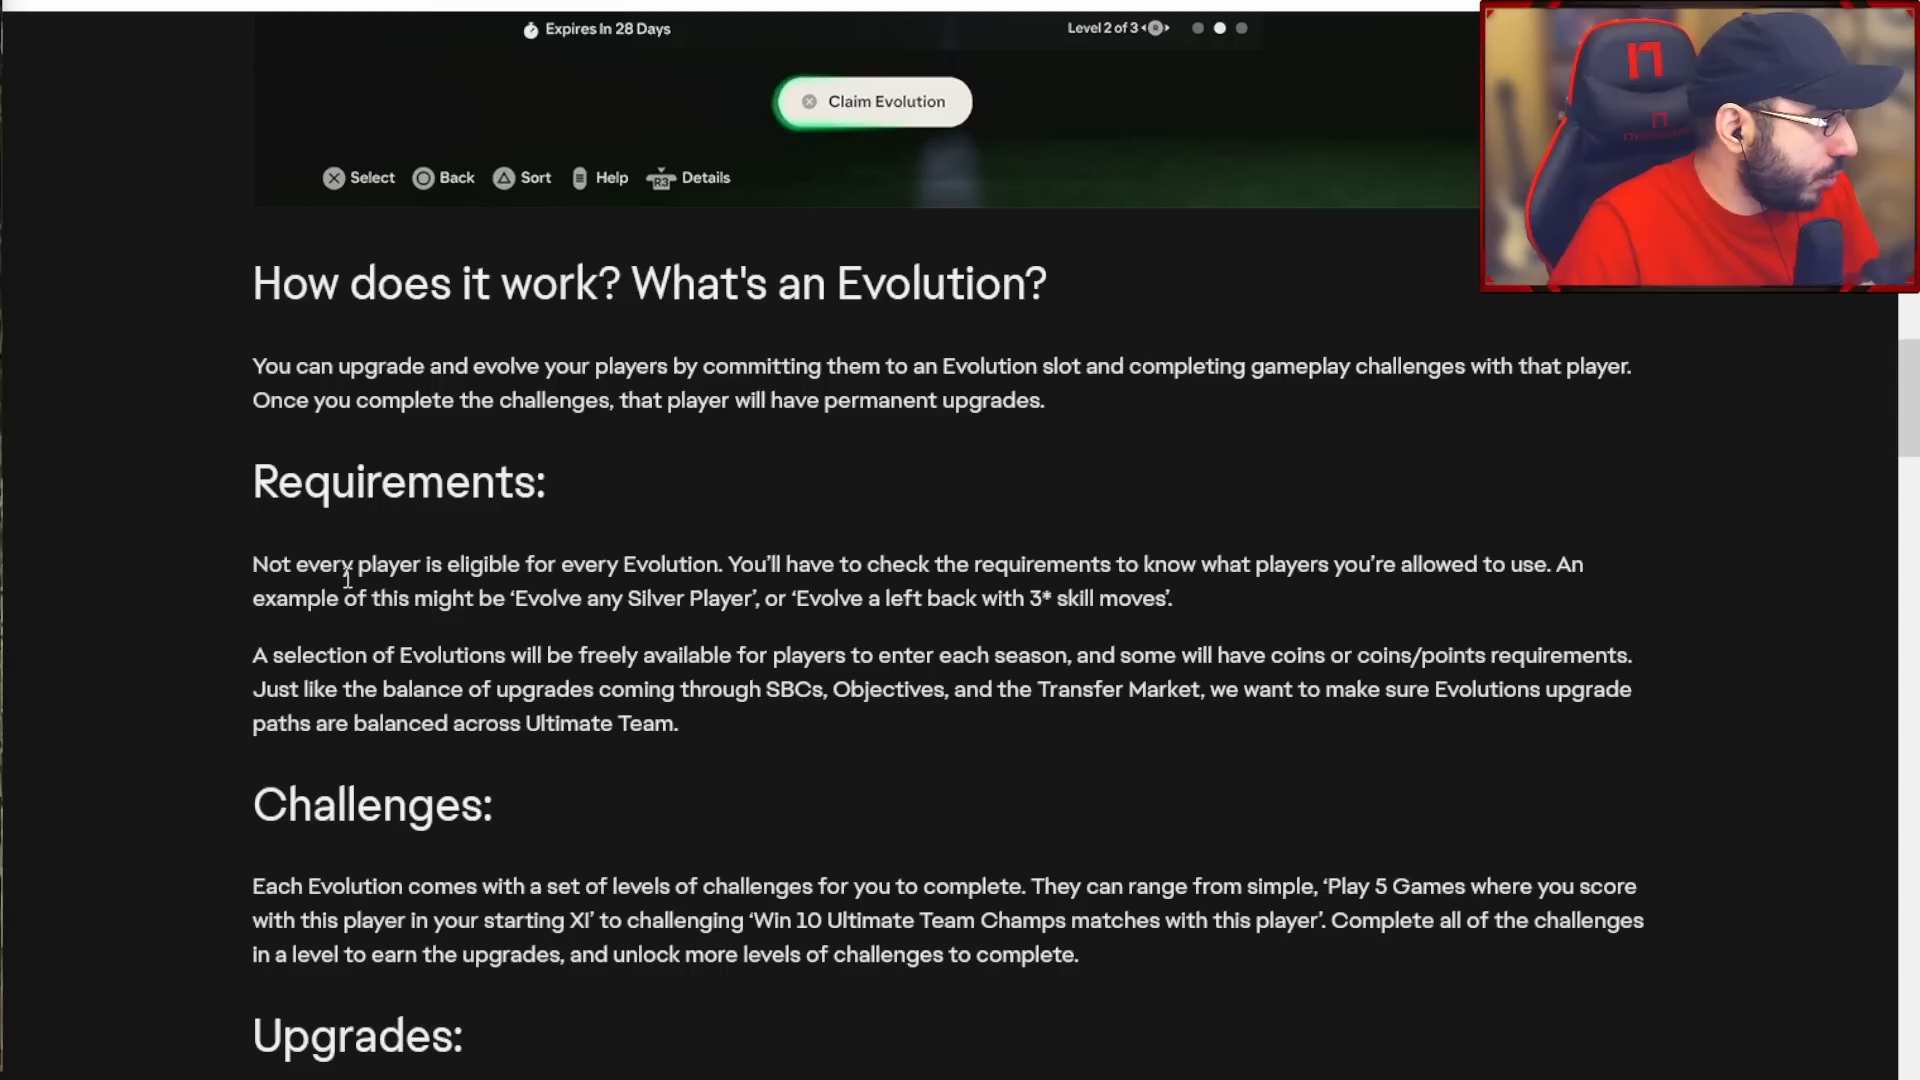 Expires In 28 Days
Level 2 of 3 R
Claim Evolution
Select Back Sort Help R3 Details
How does it work? What's an Evolution?
You can upgrade and evolve your players by committing them to an Evolution slot and completing gameplay challenges with that player.
Once you complete the challenges, that player will have permanent upgrades.
Requirements:
Not every player is eligible for every Evolution. You’ll have to check the requirements to know what players you’re allowed to use. An
example of this might be ‘Evolve any Silver Player’, or ‘Evolve a left back with 3* skill moves’.
A selection of Evolutions will be freely available for players to enter each season, and some will have coins or coins/points requirements.
Just like the balance of upgrades coming through SBCs, Objectives, and the Transfer Market, we want to make sure Evolutions upgrade
paths are balanced across Ultimate Team.
Challenges:
Each Evolution comes with a set of levels of challenges for you to complete. They can range from simple, ‘Play 5 Games where you score
with this player in your starting XI’ to challenging ‘Win 10 Ultimate Team Champs matches with this player’. Complete all of the challenges
in a level to earn the upgrades, and unlock more levels of challenges to complete.
Upgrades: